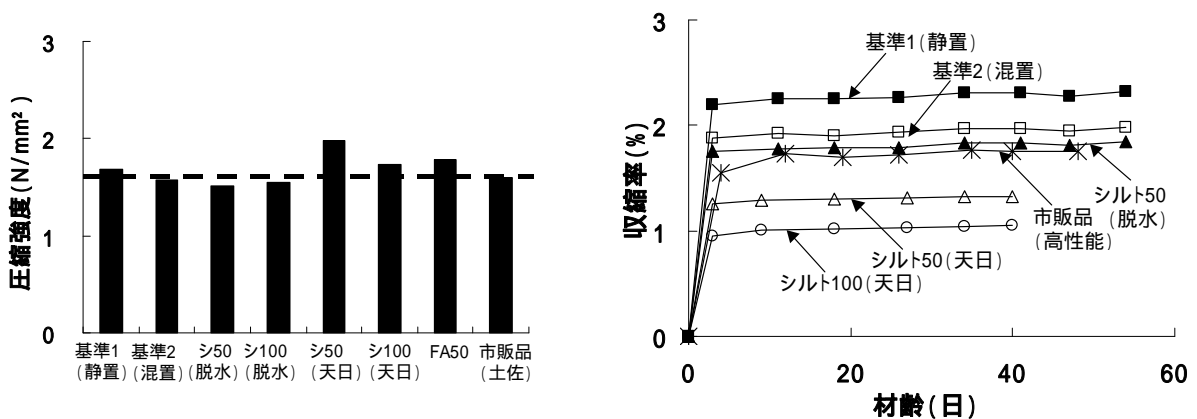 3
2
1
0
圧縮強度(N/mm²)
基準1
(静置)
基準2
(混置)
シ50
(脱水)
シ100
(脱水)
シ50
(天日)
シ100
(天日)
FA50
市販品
(土佐)
3
2
1
0
収縮率(%)
基準1(静置)
基準2(混置)
シルト50
(脱水)
市販品
(高性能)
シルト50(天日)
シルト100(天日)
0
20
40
60
材齢(日)